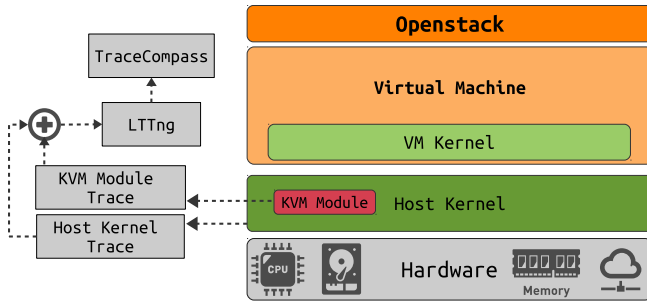 Openstack
TraceCompass
Virtual Machine
LTTng
VM Kernel
KVM Module
Trace
KVM Module
Host Kernel
Host Kernel
Trace
CPU
Hardware
Memory